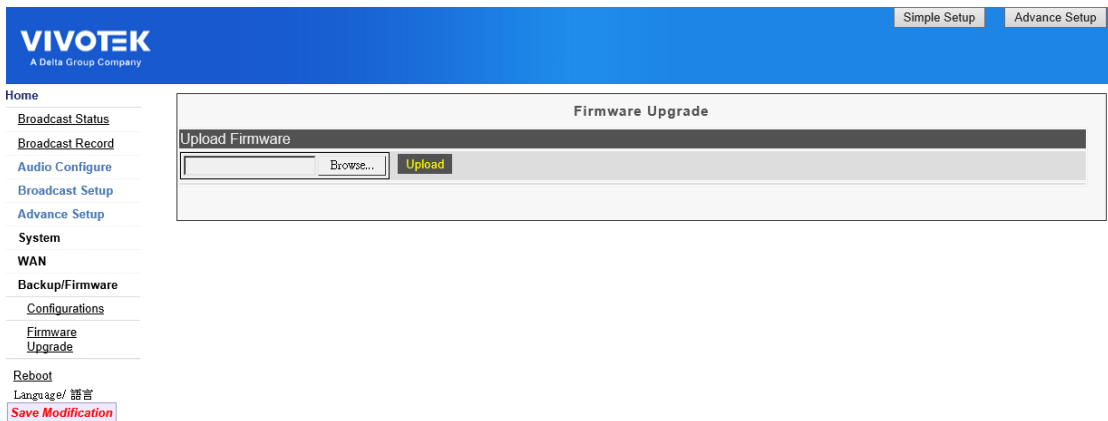 Simple Setup
Advance Setup
VIVOTEK
A Delta Group Company
Home
Broadcast Status
Broadcast Record
Audio Configure
Broadcast Setup
Advance Setup
System
WAN
Backup/Firmware
Configurations
Firmware
Upgrade
Reboot
Language/ 語言
Save Modification
Firmware Upgrade
Upload Firmware
Browse... Upload